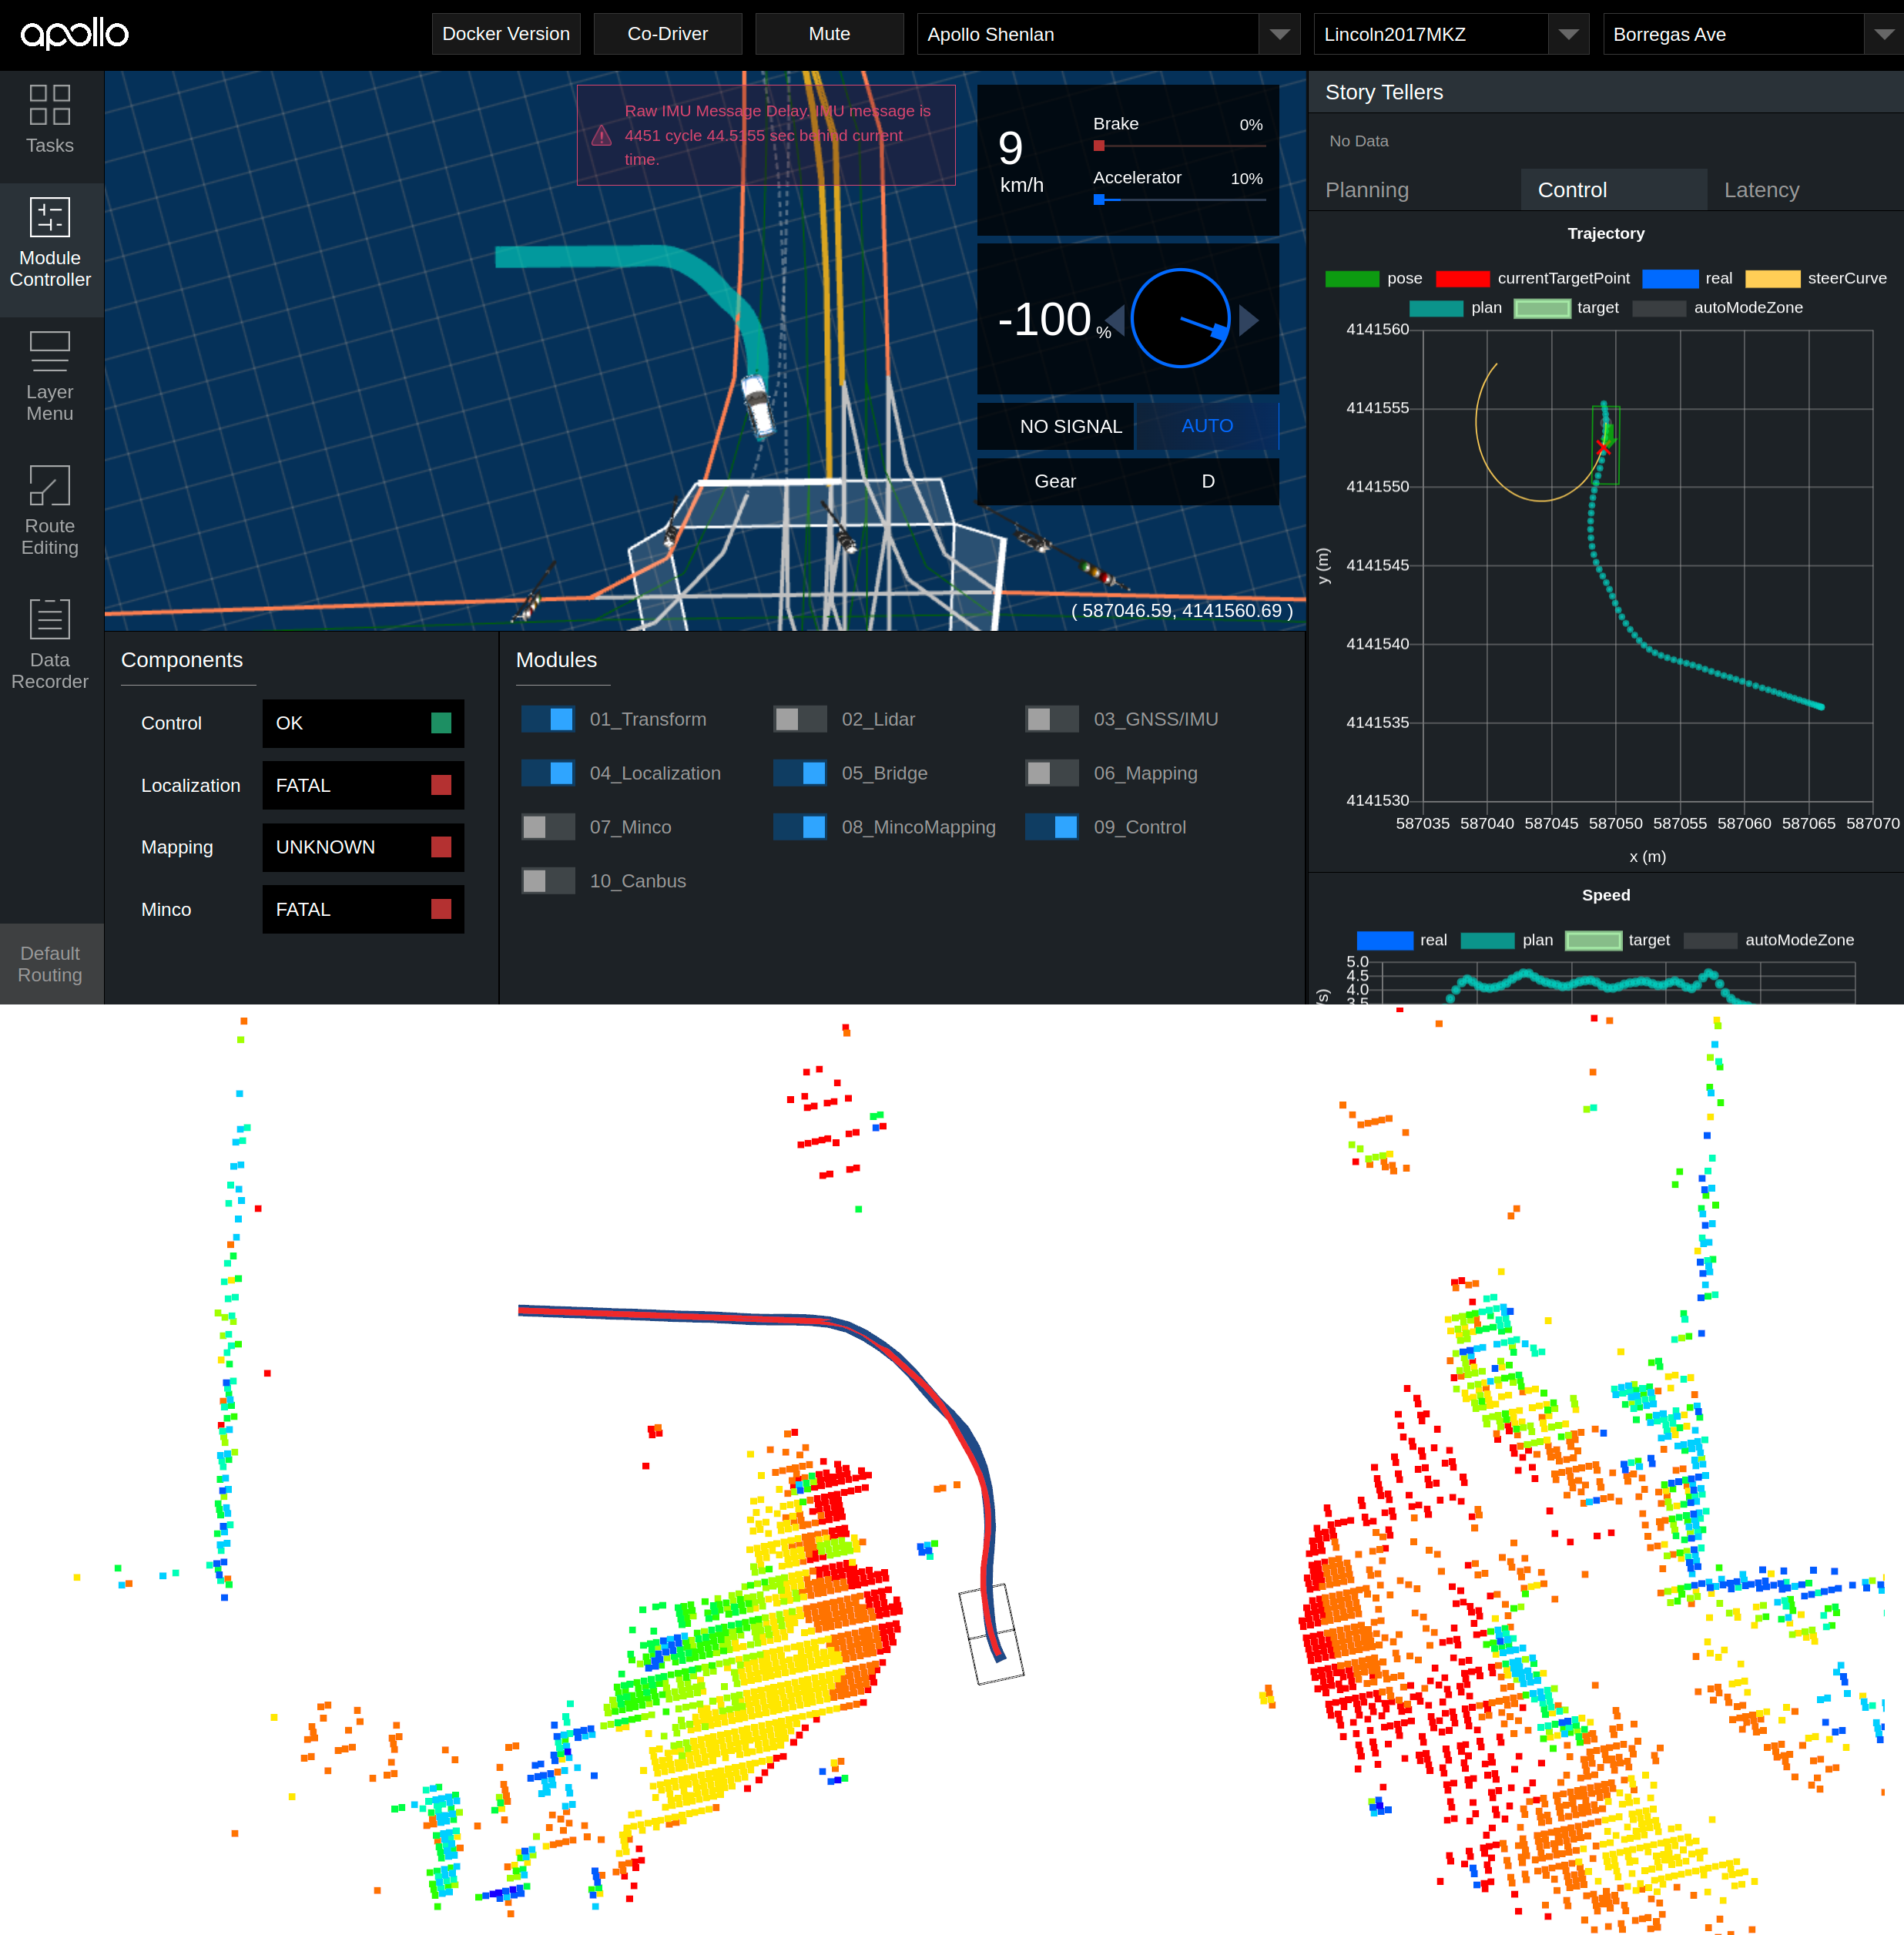 apollo
Docker Version
Co-Driver
Mute
Apollo Shenlan
Lincoln2017MKZ
Borregas Ave
Tasks
Module
Controller
Layer
Menu
Route
Editing
Data
Recorder
Default
Routing
Raw IMU Message Delay. IMU message is
4451 cycle 44.5155 sec behind current
time.
9
km/h
Brake 0%
Accelerator 10%
-100 %
NO SIGNAL AUTO
Gear D
( 587046.59, 4141560.69 )
Components
Control OK
Localization FATAL
Mapping UNKNOWN
Minco FATAL
Modules
01_Transform 02_Lidar 03_GNSS/IMU
04_Localization 05_Bridge 06_Mapping
07_Minco 08_MincoMapping 09_Control
10_Canbus
Story Tellers
No Data
Planning Control Latency
Trajectory
pose currentTargetPoint real steerCurve
plan target autoModeZone
4141560
4141555
4141550
4141545
4141540
4141535
4141530
y (m)
587035 587040 587045 587050 587055 587060 587065 587070
x (m)
Speed
real plan target autoModeZone
5.0
4.5
4.0
3.5
/s)